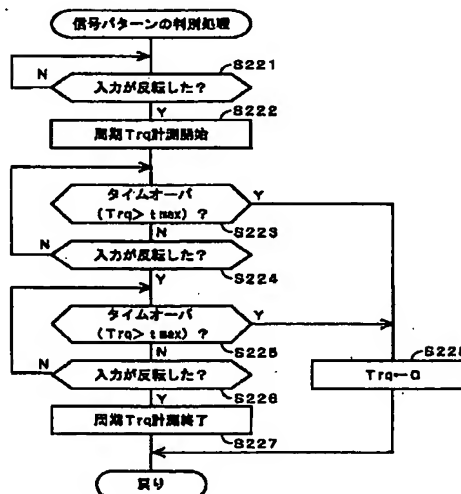 信号パターンの判別処理
S221
N
入力が反転した？
Y
S222
周期Trq計測開始
タイムオーバ
(Trq>tmax) ?
Y
N
S223
N
入力が反転した？
Y
S224
タイムオーバ
(Trq>tmax) ?
Y
N
S225
S228
N
入力が反転した？
Trq←0
Y
S226
周期Trq計測終了
S227
戻り